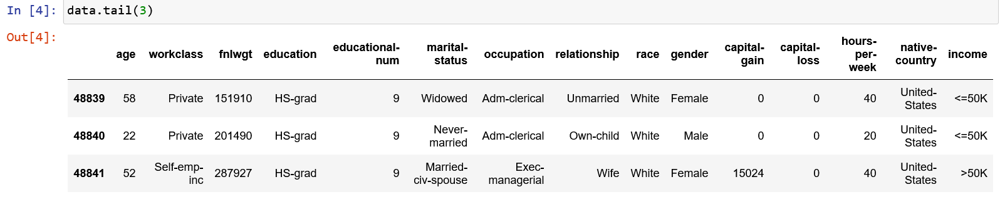 In [4]: data.tail(3)
Out[4]:
age workclass fnlwgt education educational-num marital-status occupation relationship race gender capital-gain capital-loss hours-per-week native-country income
48839 58 Private 151910 HS-grad 9 Widowed Adm-clerical Unmarried White Female 0 0 40 United-States <=50K
48840 22 Private 201490 HS-grad 9 Never-married Adm-clerical Own-child White Male 0 0 20 United-States <=50K
48841 52 Self-emp-inc 287927 HS-grad 9 Married-civ-spouse Exec-managerial Wife White Female 15024 0 40 United-States >50K